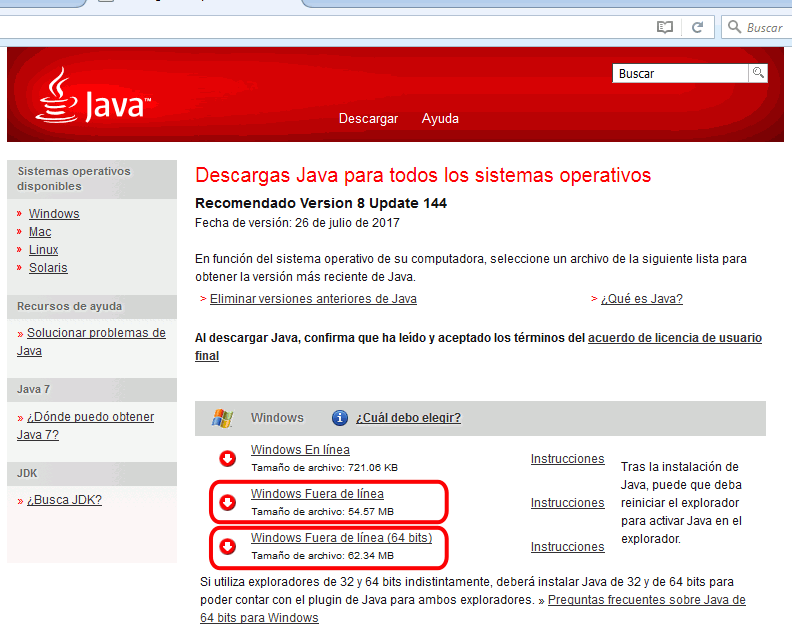 Buscar
Buscar
Java™
Descargar Ayuda
Sistemas operativos
disponibles
» Windows
» Mac
» Linux
» Solaris
Recursos de ayuda
» Solucionar problemas de
Java
Java 7
» ¿Dónde puedo obtener
Java 7?
JDK
» ¿Busca JDK?
Descargas Java para todos los sistemas operativos
Recomendado Version 8 Update 144
Fecha de versión: 26 de julio de 2017
En función del sistema operativo de su computadora, seleccione un archivo de la siguiente lista para
obtener la versión más reciente de Java.
> Eliminar versiones anteriores de Java > ¿Qué es Java?
Al descargar Java, confirma que ha leído y aceptado los términos del acuerdo de licencia de usuario
final
Windows i ¿Cuál debo elegir?
Windows En línea
Tamaño de archivo: 721.06 KB
Instrucciones
Windows Fuera de línea
Tamaño de archivo: 54.57 MB
Instrucciones
Windows Fuera de línea (64 bits)
Tamaño de archivo: 62.34 MB
Instrucciones
Tras la instalación de
Java, puede que deba
reiniciar el explorador
para activar Java en el
explorador.
Si utiliza exploradores de 32 y 64 bits indistintamente, deberá instalar Java de 32 y de 64 bits para
poder contar con el plugin de Java para ambos exploradores. » Preguntas frecuentes sobre Java de
64 bits para Windows